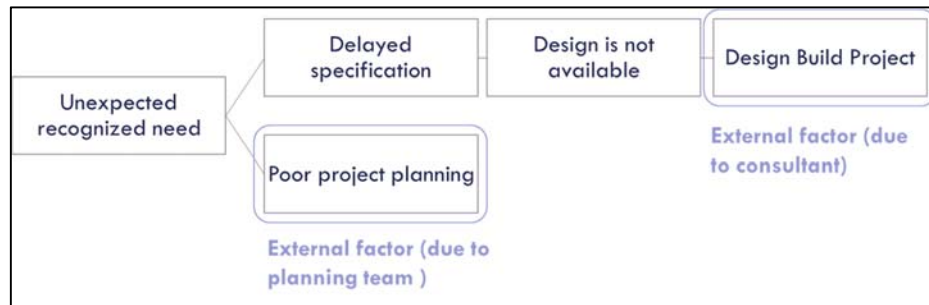 Delayed
specification
Design is not
available
Design Build Project
Unexpected
recognized need
External factor (due
to consultant)
Poor project planning
External factor (due to
planning team )